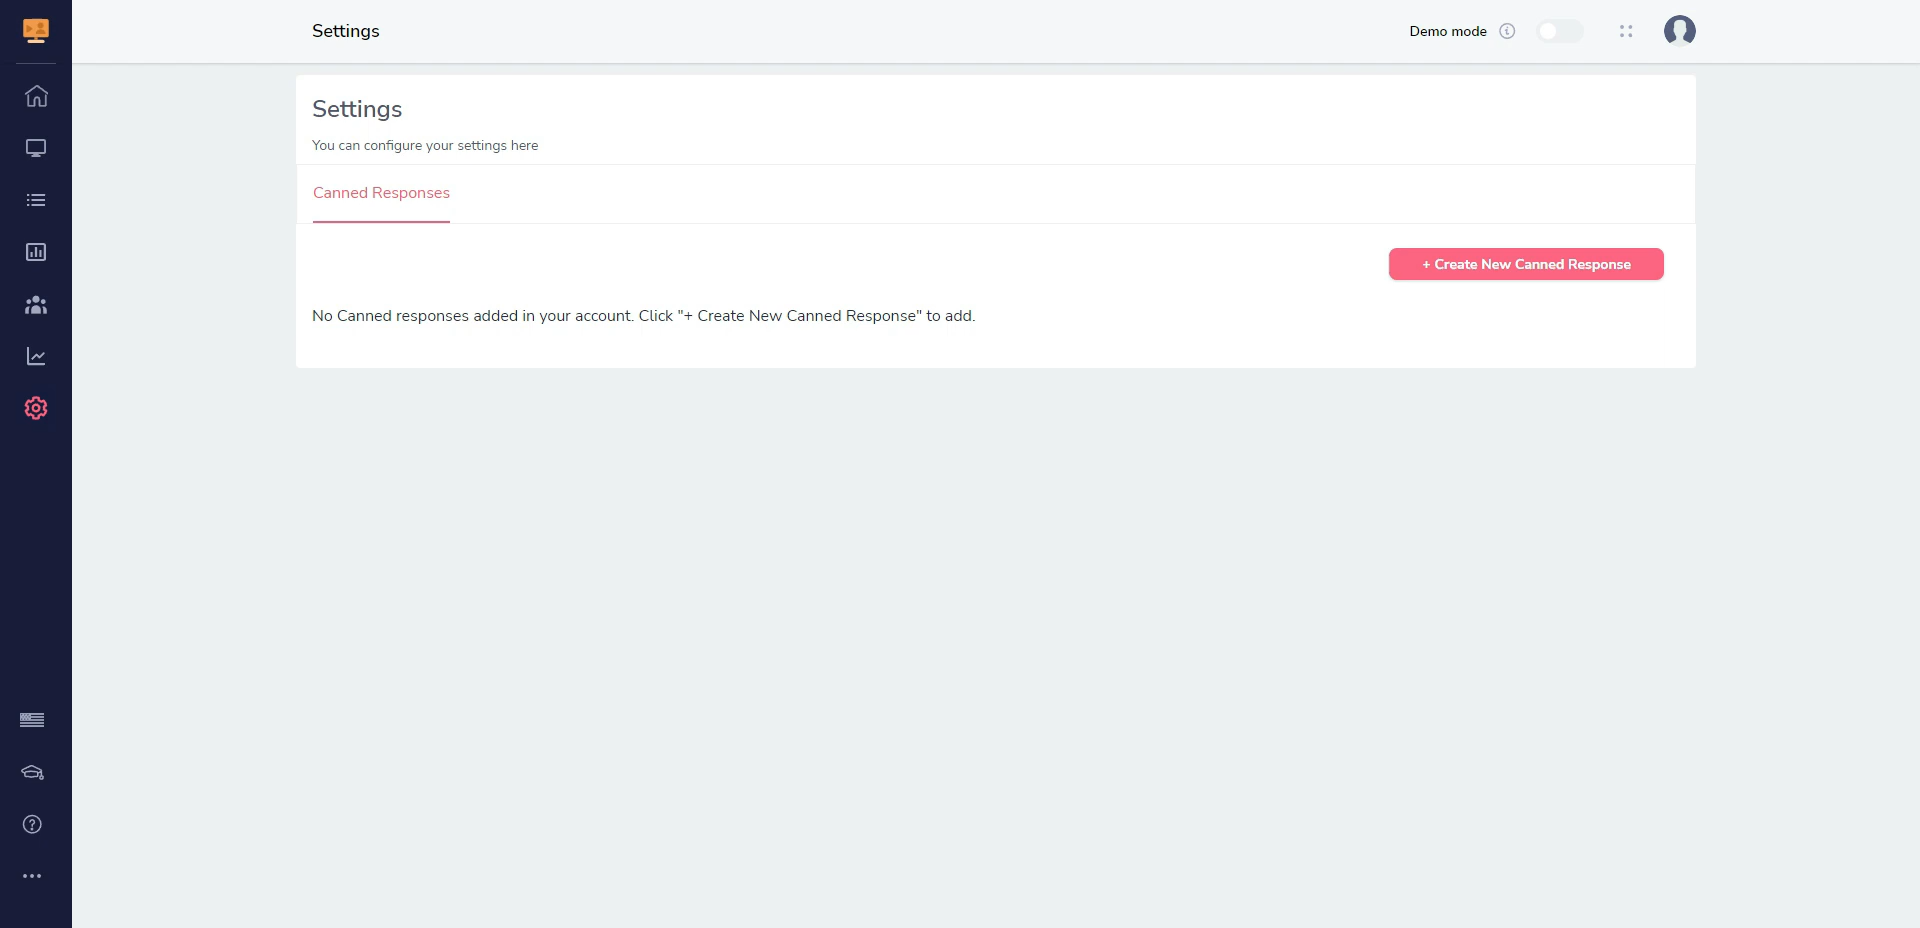 Settings
Demo mode
Settings
You can configure your settings here
Canned Responses
+ Create New Canned Response
No Canned responses added in your account. Click "+ Create New Canned Response" to add.